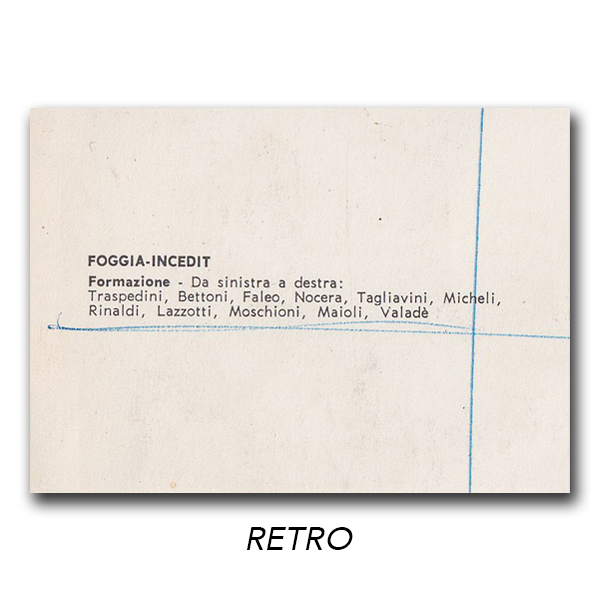 FOGGIA-INCEDIT
Formazione - Da sinistra a destra:
Traspedini, Bettoni, Faleo, Nocera, Tagliavini, Micheli,
Rinaldi, Lazzotti, Moschioni, Maioli, Valadè
RETRO